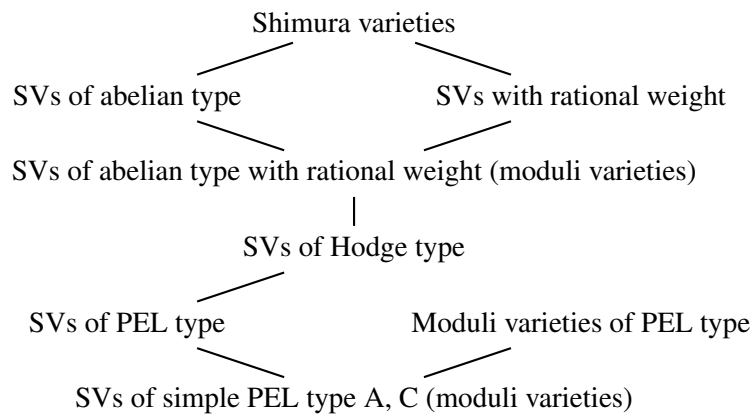 Shimura varieties
SVs of abelian type
SVs with rational weight
SVs of abelian type with rational weight (moduli varieties)
SVs of Hodge type
SVs of PEL type
Moduli varieties of PEL type
SVs of simple PEL type A, C (moduli varieties)